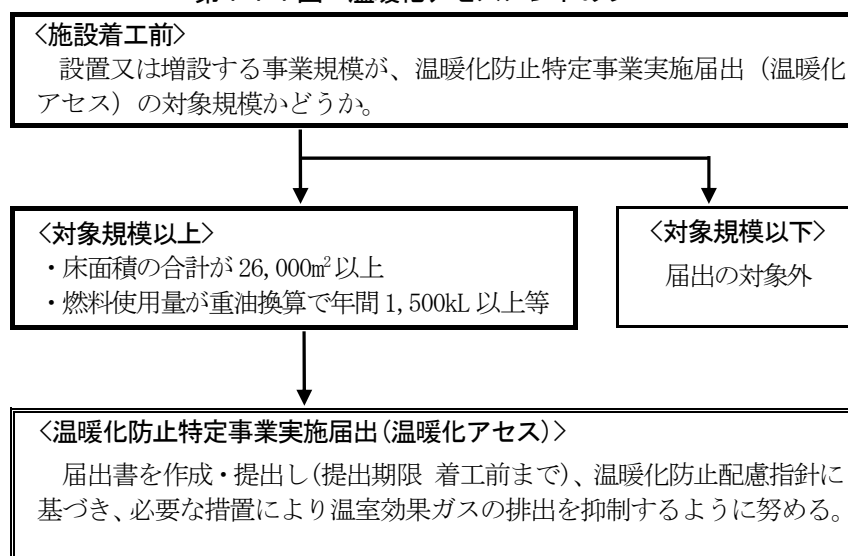 <施設着工前>
設置又は増設する事業規模が、温暖化防止特定事業実施届出（温暖化
アセス）の対象規模かどうか。
<対象規模以上>
・床面積の合計が 26,000㎡以上
・燃料使用量が重油換算で年間 1,500kL 以上等
<対象規模以下>
届出の対象外
<温暖化防止特定事業実施届出(温暖化アセス)>
届出書を作成・提出し(提出期限 着工前まで)、温暖化防止配慮指針に
基づき、必要な措置により温室効果ガスの排出を抑制するように努める。